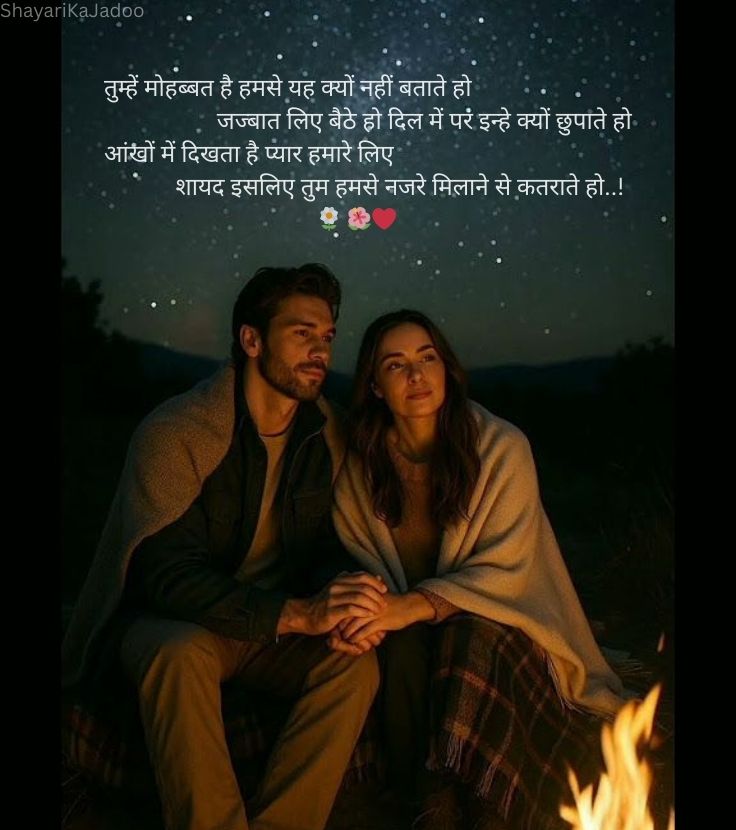 ShayariKaJadoo
तुम्हें मोहब्बत है हमसे यह क्यों नहीं बताते हो
जज्बात लिए बैठे हो दिल में पर इन्हे क्यों छुपाते हो
आंखों में दिखता है प्यार हमारे लिए
शायद इसलिए तुम हमसे नजरे मिलाने से कतराते हो..!
🌼 🌺❤️